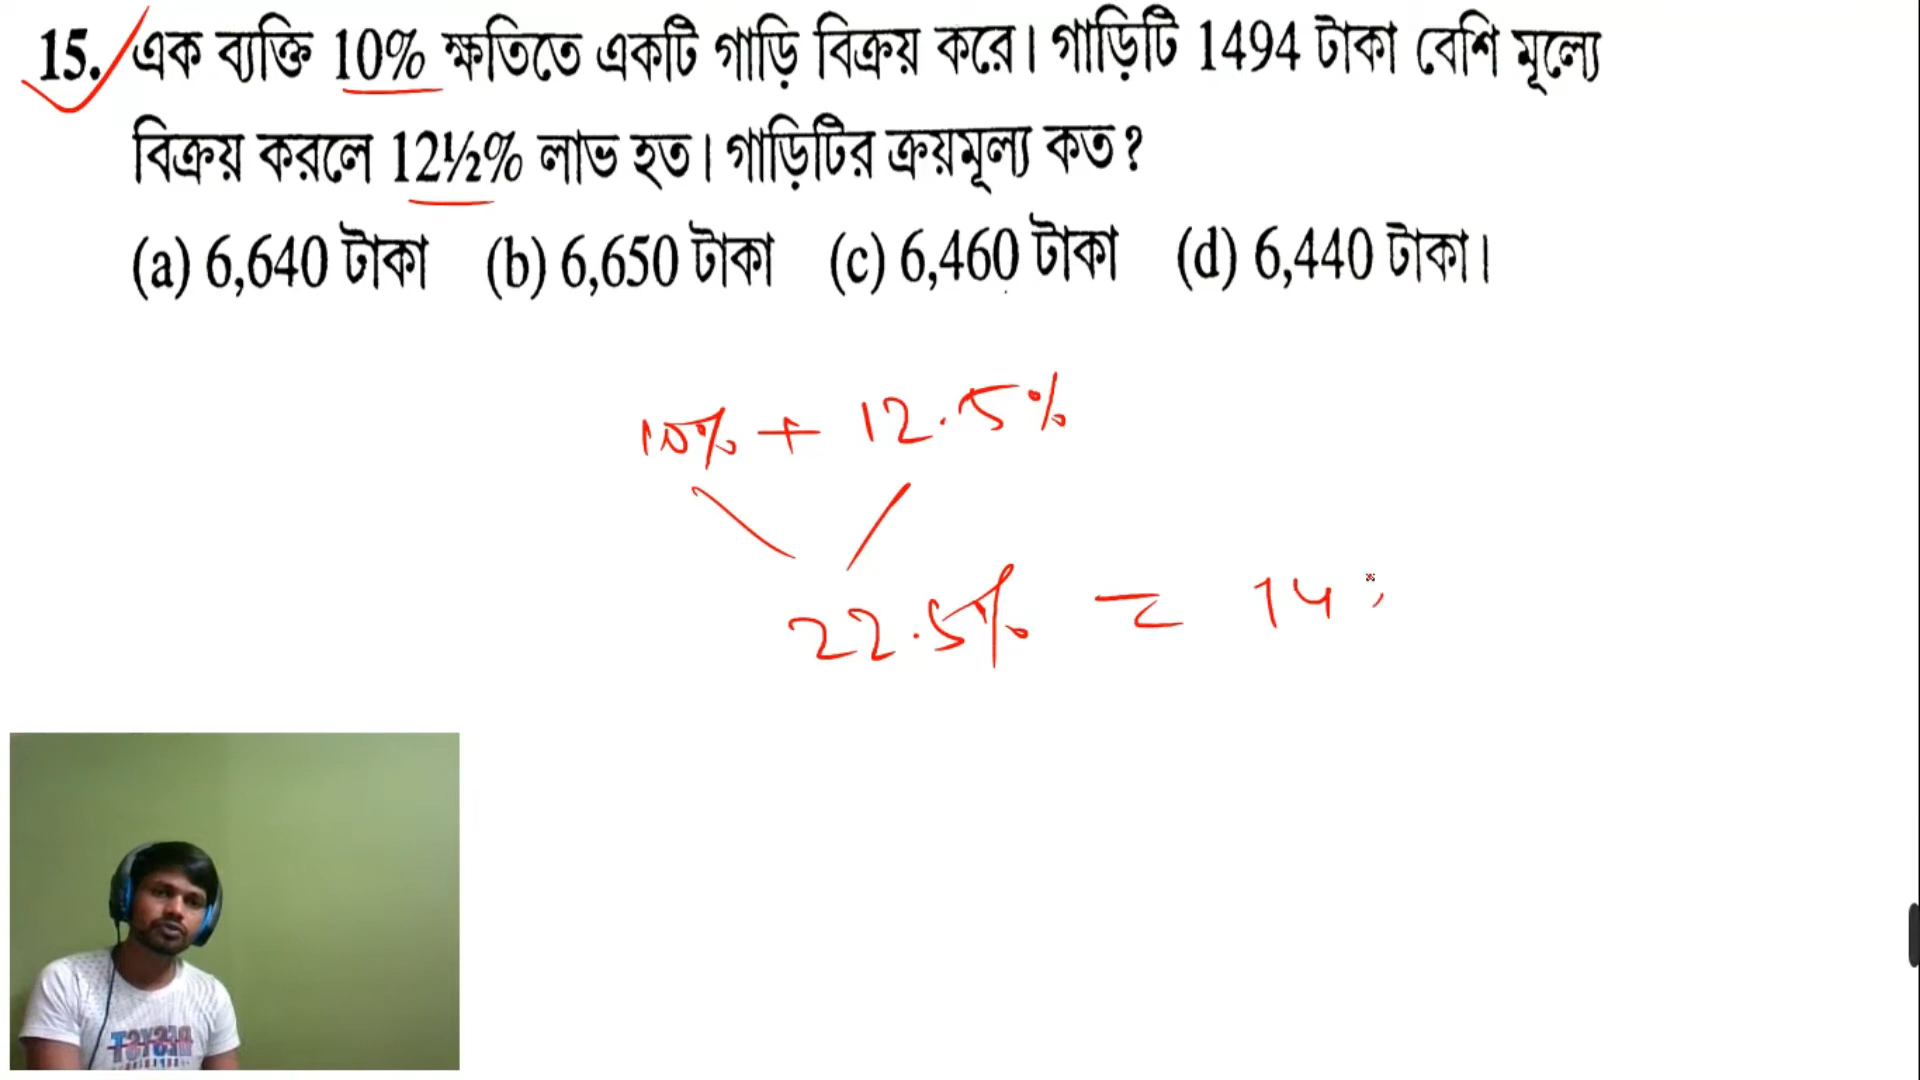 15. এক ব্যক্তি 10% ক্ষতিতে একটি গাড়ি বিক্রয় করে। গাড়িটি 1494 টাকা বেশি মূল্যে
বিক্রয় করলে 12½% লাভ হত। গাড়িটির ক্রয়মূল্য কত?
(a) 6,640 টাকা (b) 6,650 টাকা (c) 6,460 টাকা (d) 6,440 টাকা।
10% + 12.5%
22.5% = 14